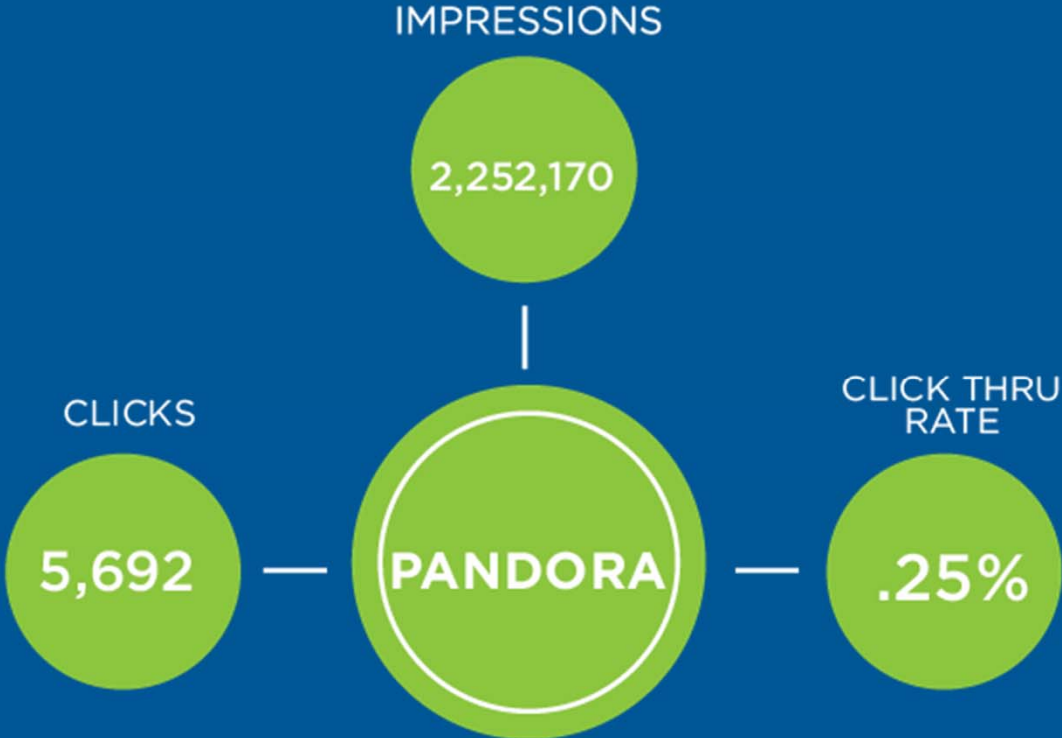 IMPRESSIONS
2,252,170
CLICKS
5,692
PANDORA
CLICK THRU
RATE
.25%